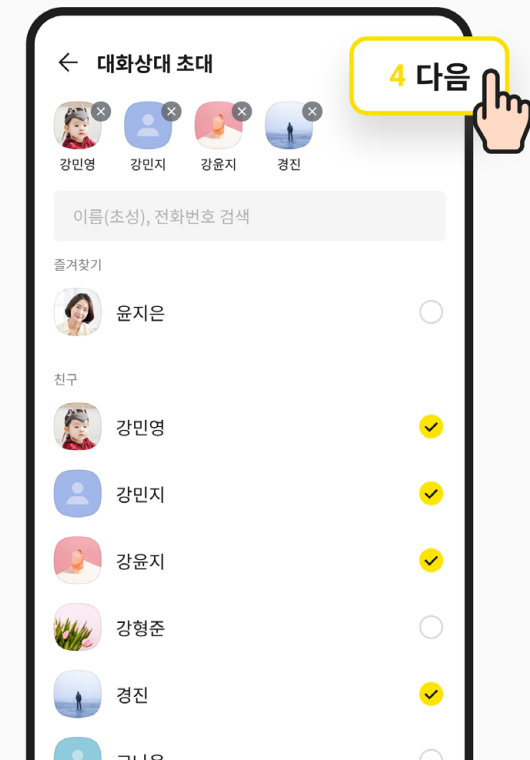 대화상대 초대
4 다음
강민영 강민지 강윤지 경진
이름(초성), 전화번호 검색
즐겨찾기
윤지은
친구
강민영
강민지
강윤지
강형준
경진